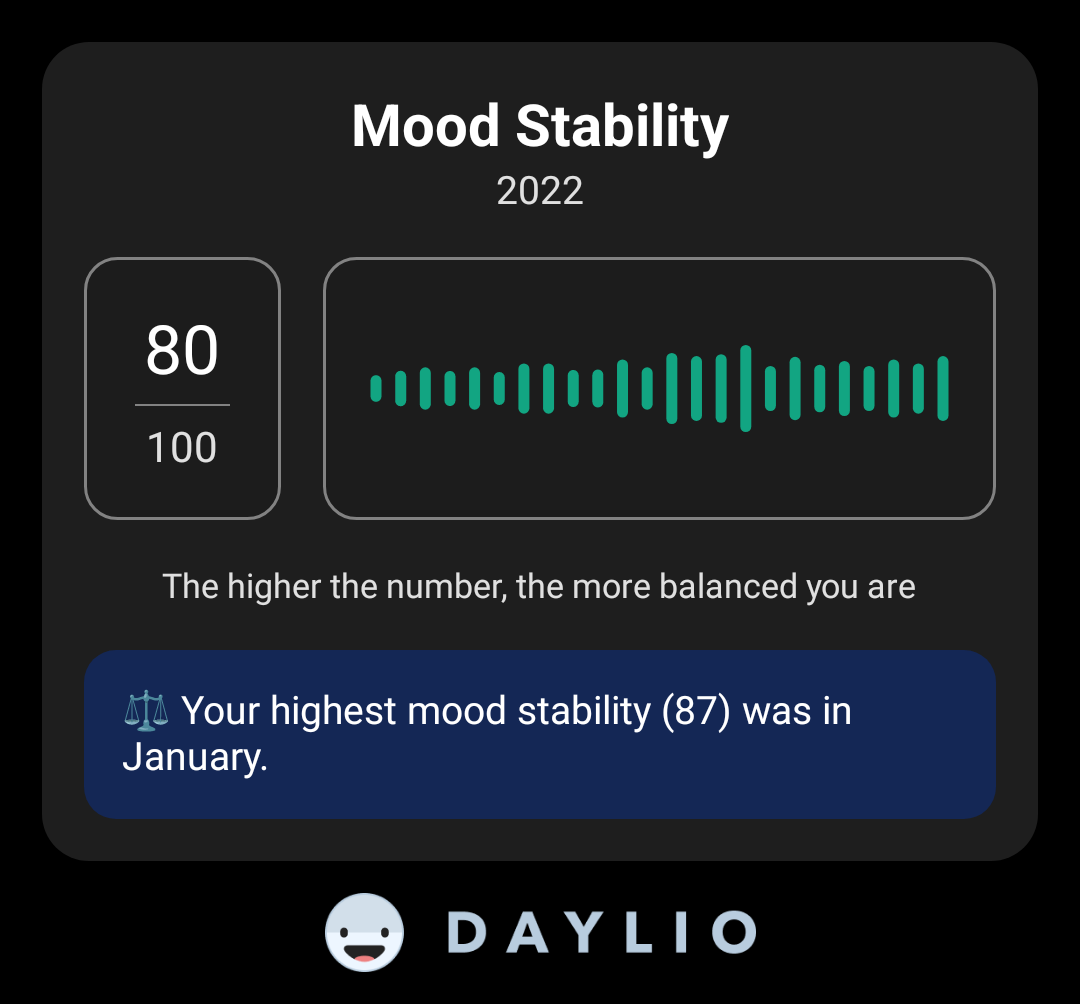 Mood Stability
2022
80
100
The higher the number, the more balanced you are
⚖️ Your highest mood stability (87) was in
January.
DAYLIO